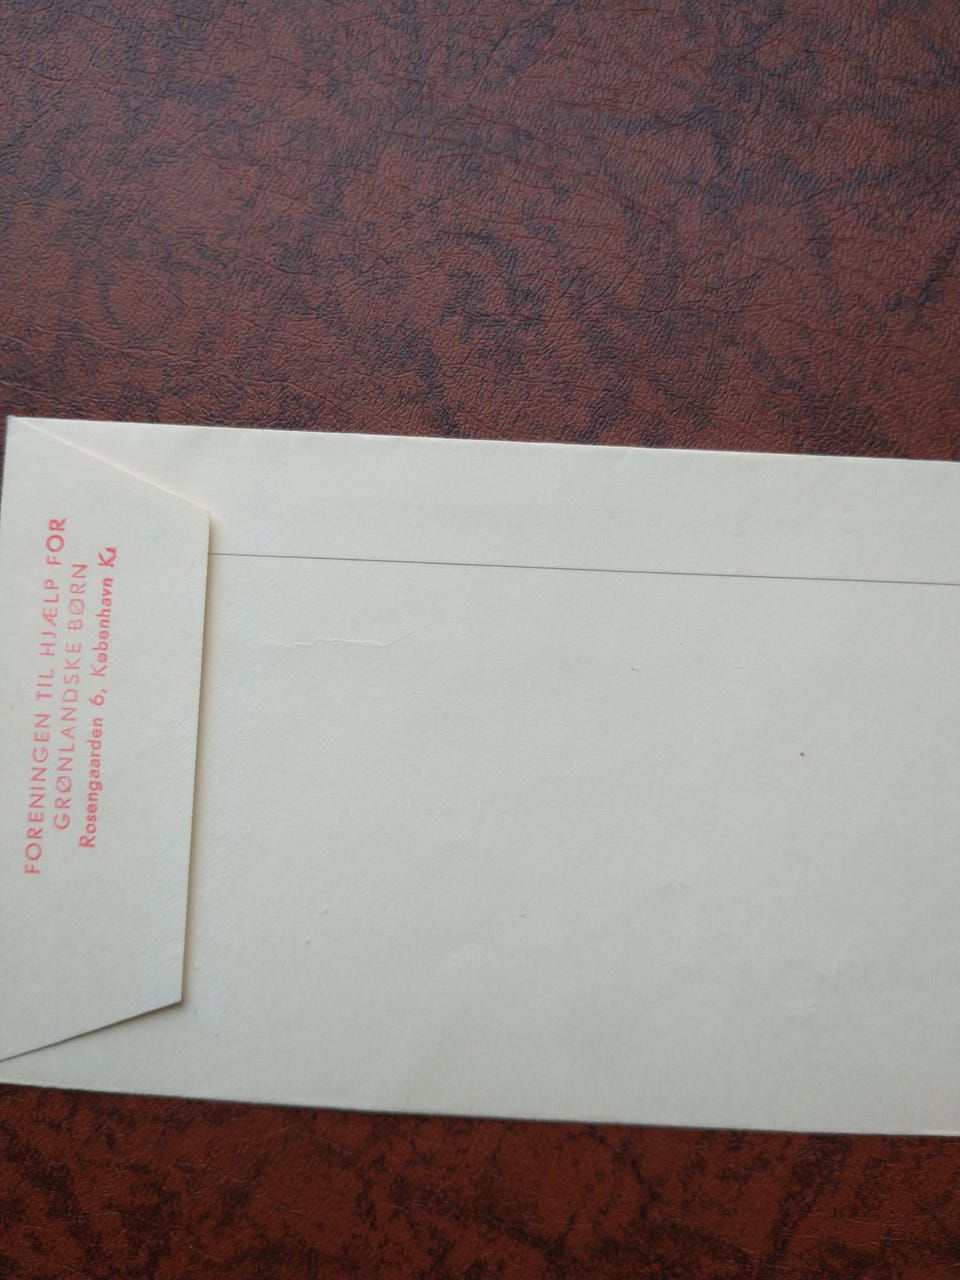 FORENINGEN TIL HJÆLP FOR
GRØNLANDSKE BØRN
Rosengaarden 6, København K.